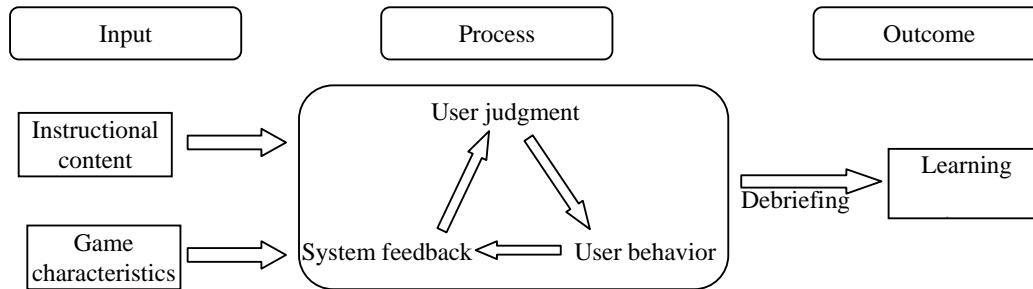 Input
Process
Outcome
Instructional
content
Game
characteristics
User judgment
System feedback
User behavior
Debriefing
Learning